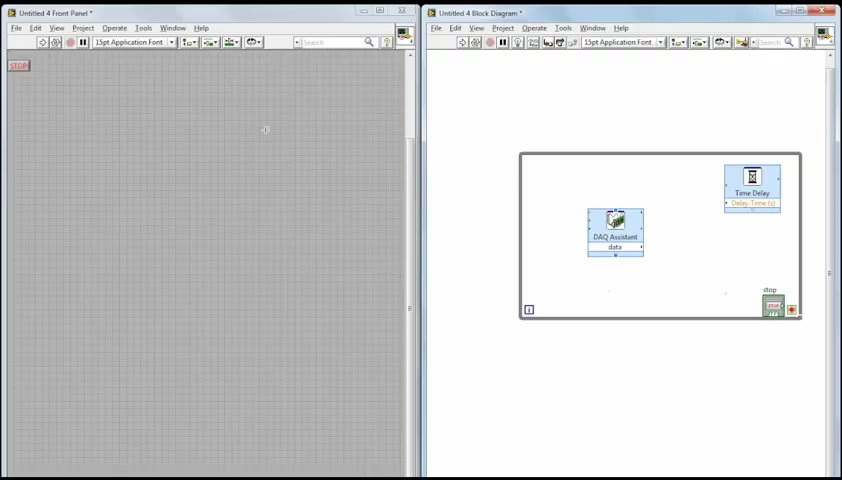 Untitled 4 Front Panel *
File Edit View Project Operate Tools Window Help
15pt Application Font
Search
STOP
Untitled 4 Block Diagram *
File Edit View Project Operate Tools Window Help
15pt Application Font
Search
Time Delay
Delay Time (s)
DAQ Assistant
data
stop
STOP
i